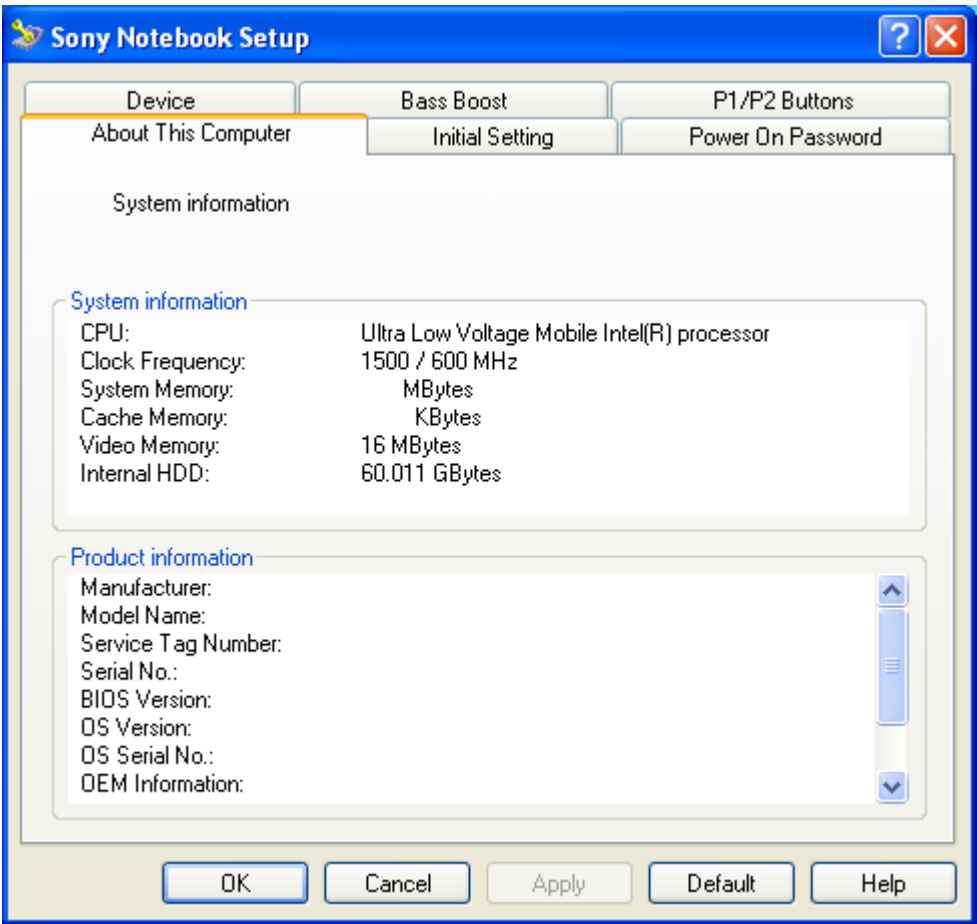 Sony Notebook Setup
Device Bass Boost P1/P2 Buttons
About This Computer Initial Setting Power On Password
System information
System information
CPU: Ultra Low Voltage Mobile Intel(R) processor
Clock Frequency: 1500 / 600 MHz
System Memory: MBytes
Cache Memory: KBytes
Video Memory: 16 MBytes
Internal HDD: 60.011 GBytes
Product information
Manufacturer:
Model Name:
Service Tag Number:
Serial No.:
BIOS Version:
OS Version:
OS Serial No.:
OEM Information:
OK Cancel Apply Default Help